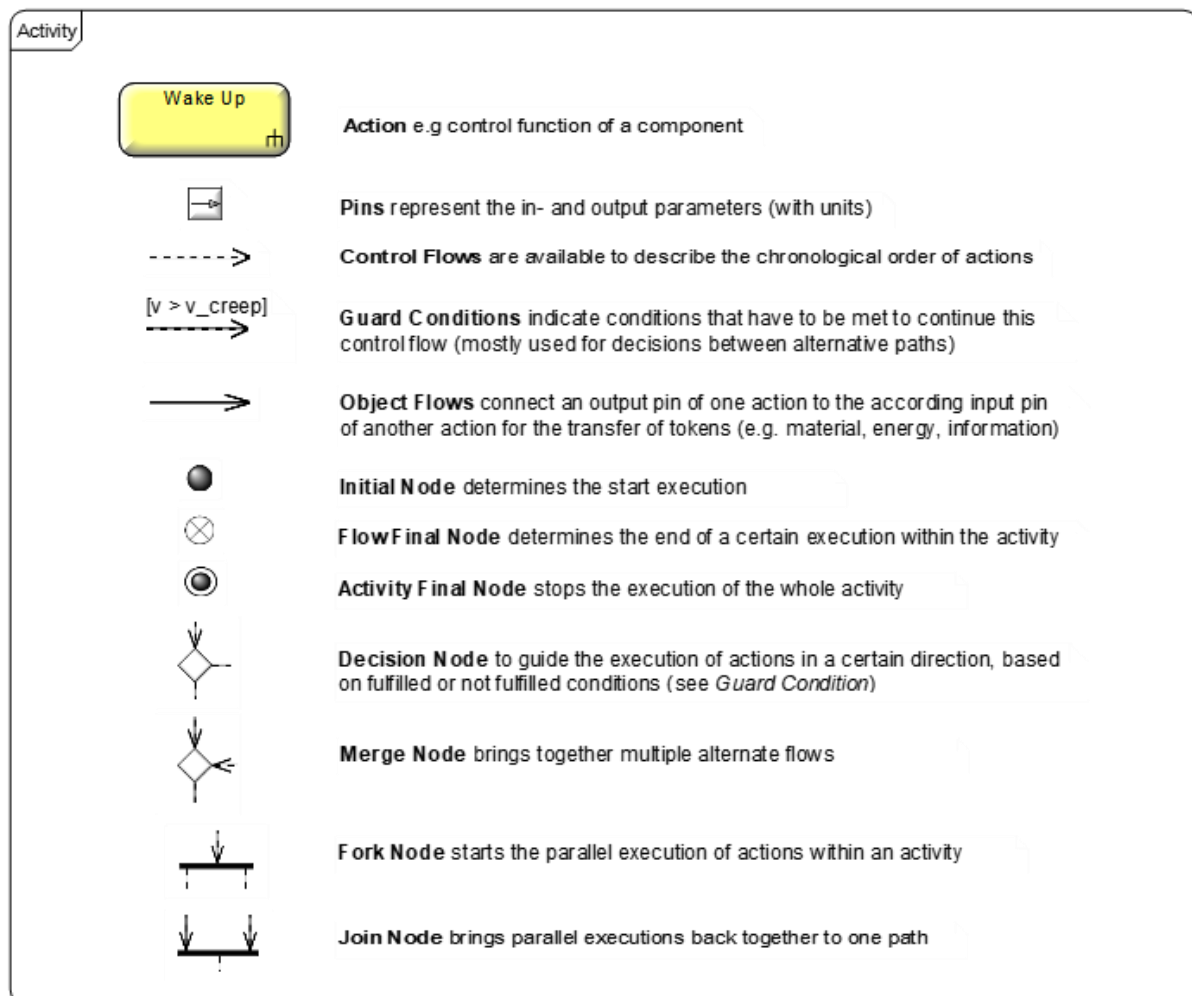 Activity
Wake Up
Action e.g control function of a component
Pins represent the in- and output parameters (with units)
Control Flows are available to describe the chronological order of actions
[v > v_creep]
Guard Conditions indicate conditions that have to be met to continue this
control flow (mostly used for decisions between alternative paths)
Object Flows connect an output pin of one action to the according input pin
of another action for the transfer of tokens (e.g. material, energy, information)
Initial Node determines the start execution
Flow Final Node determines the end of a certain execution within the activity
Activity Final Node stops the execution of the whole activity
Decision Node to guide the execution of actions in a certain direction, based
on fulfilled or not fulfilled conditions (see Guard Condition)
Merge Node brings together multiple alternate flows
Fork Node starts the parallel execution of actions within an activity
Join Node brings parallel executions back together to one path